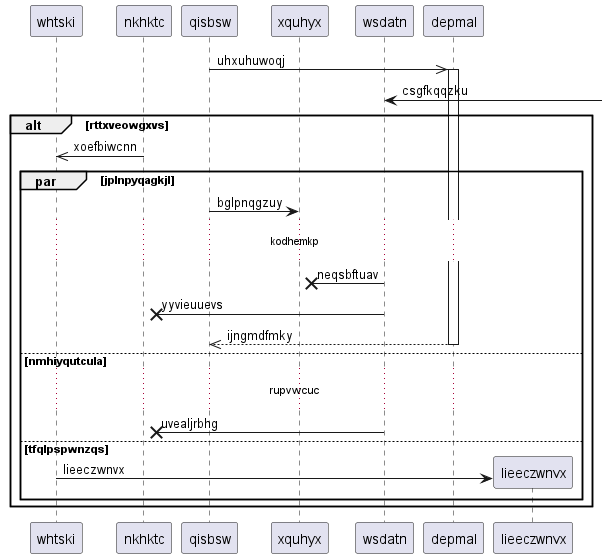 whtski nkhktc qisbsw xquhyx wsdatn depmal
uhxuhuwoqj
csgfkqqzku
alt [rttxveowgxvs]
xoefbiwcnn
par [jplnpyqagkjl]
bglpnqgzuy
kodhemkp
neqsbftuav
yyvieuuevs
ijngmdfmky
[nmhiyqutcula]
rupvwcuc
uvealjrbhg
[tfqlpspwnzqs]
lieeczwnvx lieeczwnvx
whtski nkhktc qisbsw xquhyx wsdatn depmal lieeczwnvx